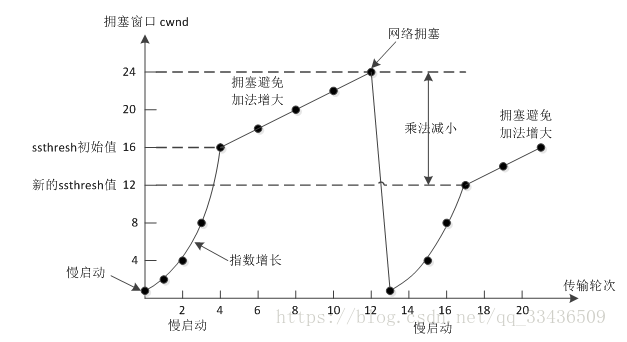 拥塞窗口 cwnd
网络拥塞
24
拥塞避免
加法增大
20
拥塞避免
加法增大
乘法减小
ssthresh初始值 16
新的ssthresh值 12
8
4
指数增长
慢启动
传输轮次
2 4 6 8 10 12 14 16 18 20
慢启动
慢启动
https://blog.csdn.net/qq_33436509